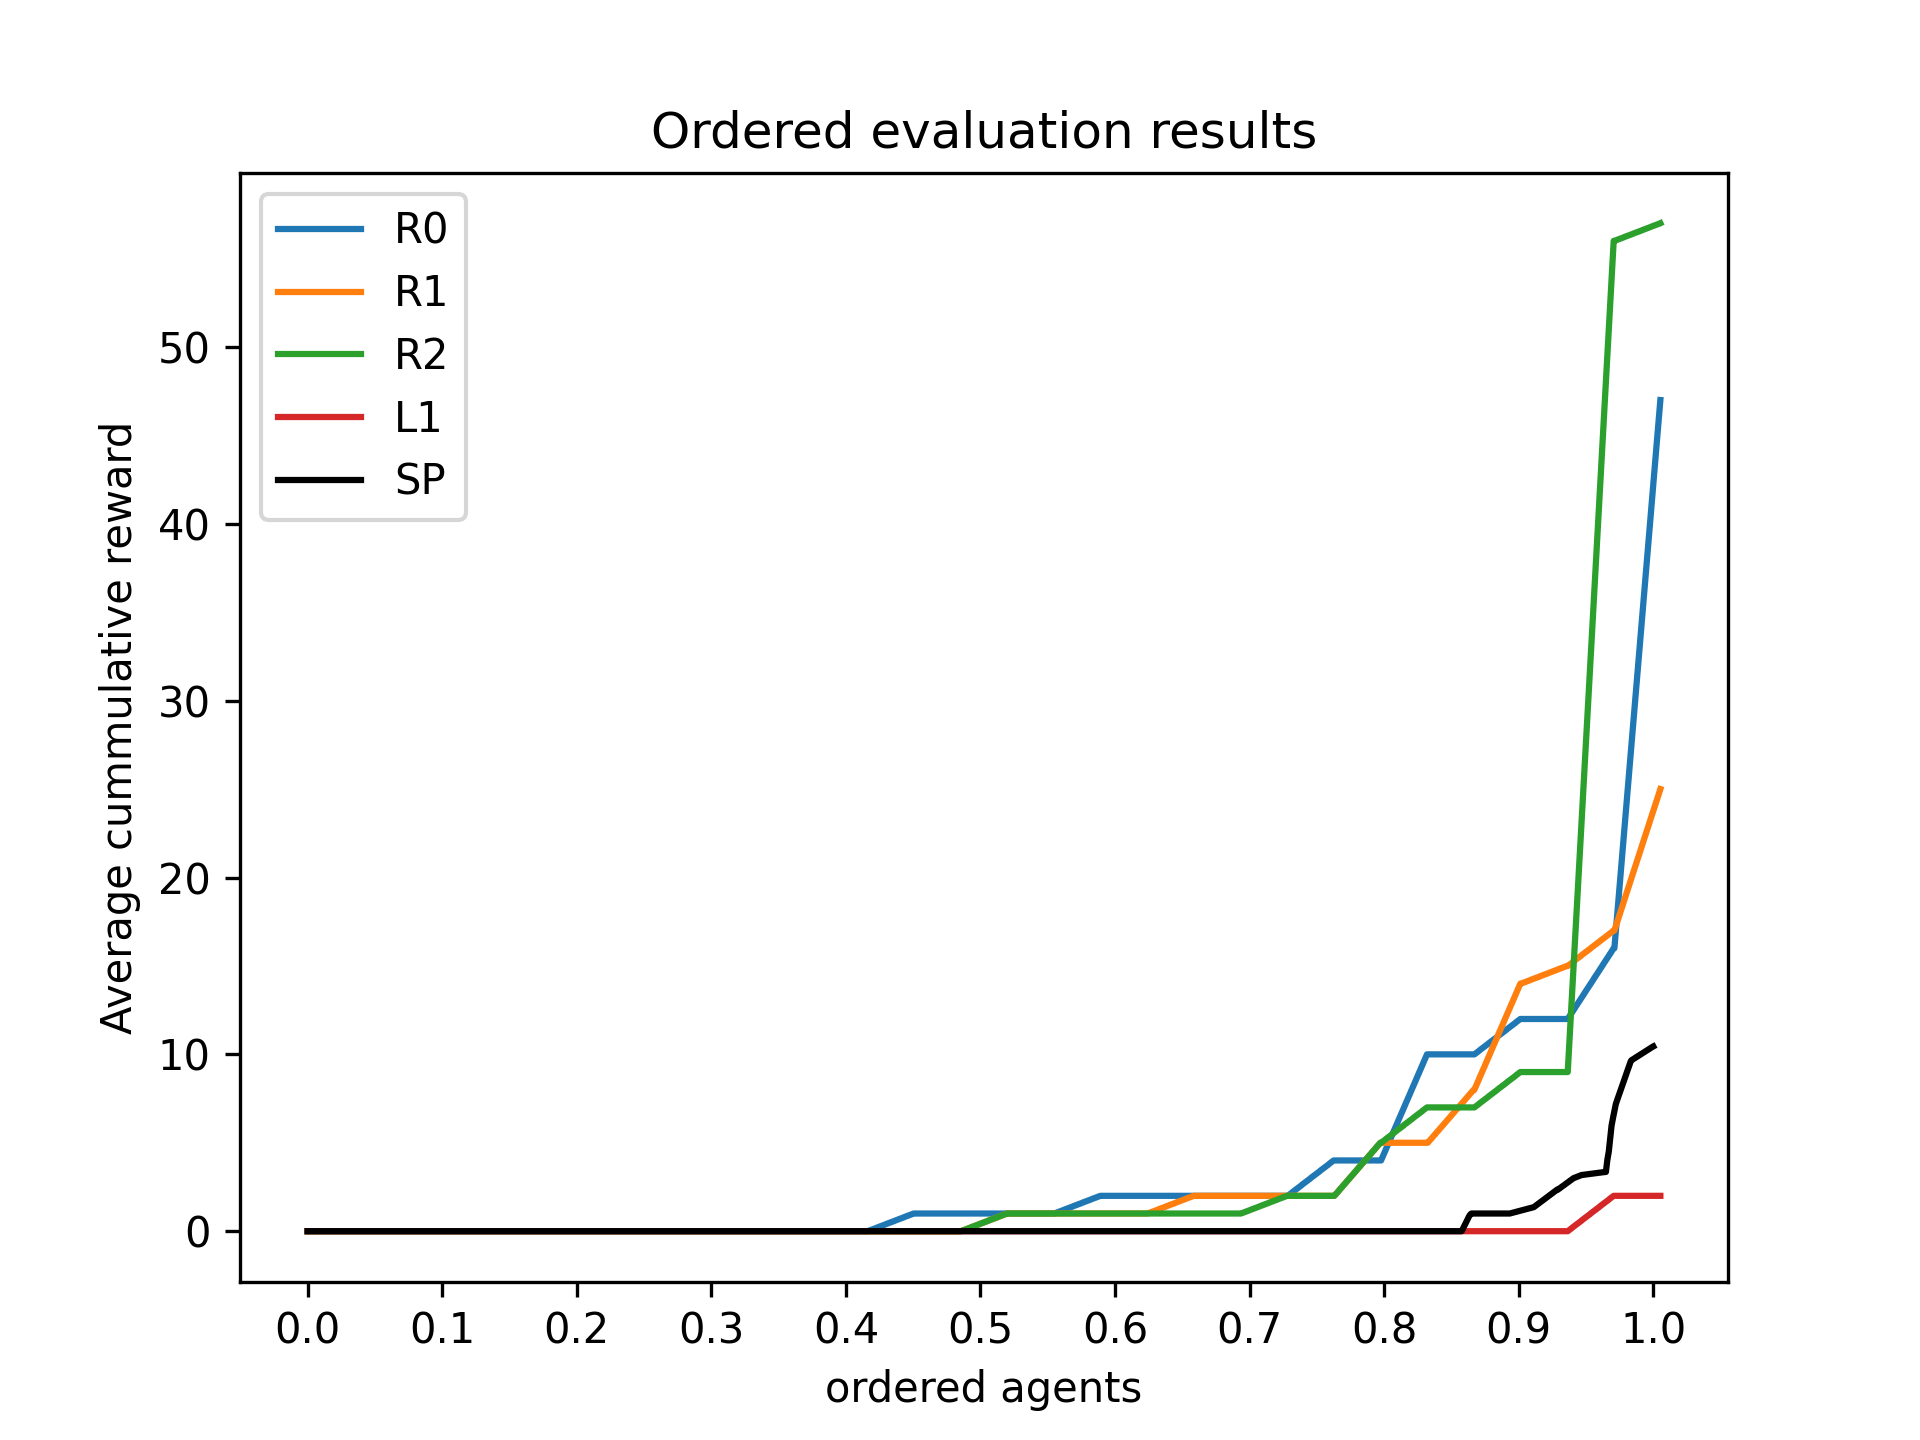 Ordered evaluation results
R0
R1
R2
L1
SP
Average cummulative reward
50
40
30
20
10
0
0.0 0.1 0.2 0.3 0.4 0.5 0.6 0.7 0.8 0.9 1.0
ordered agents